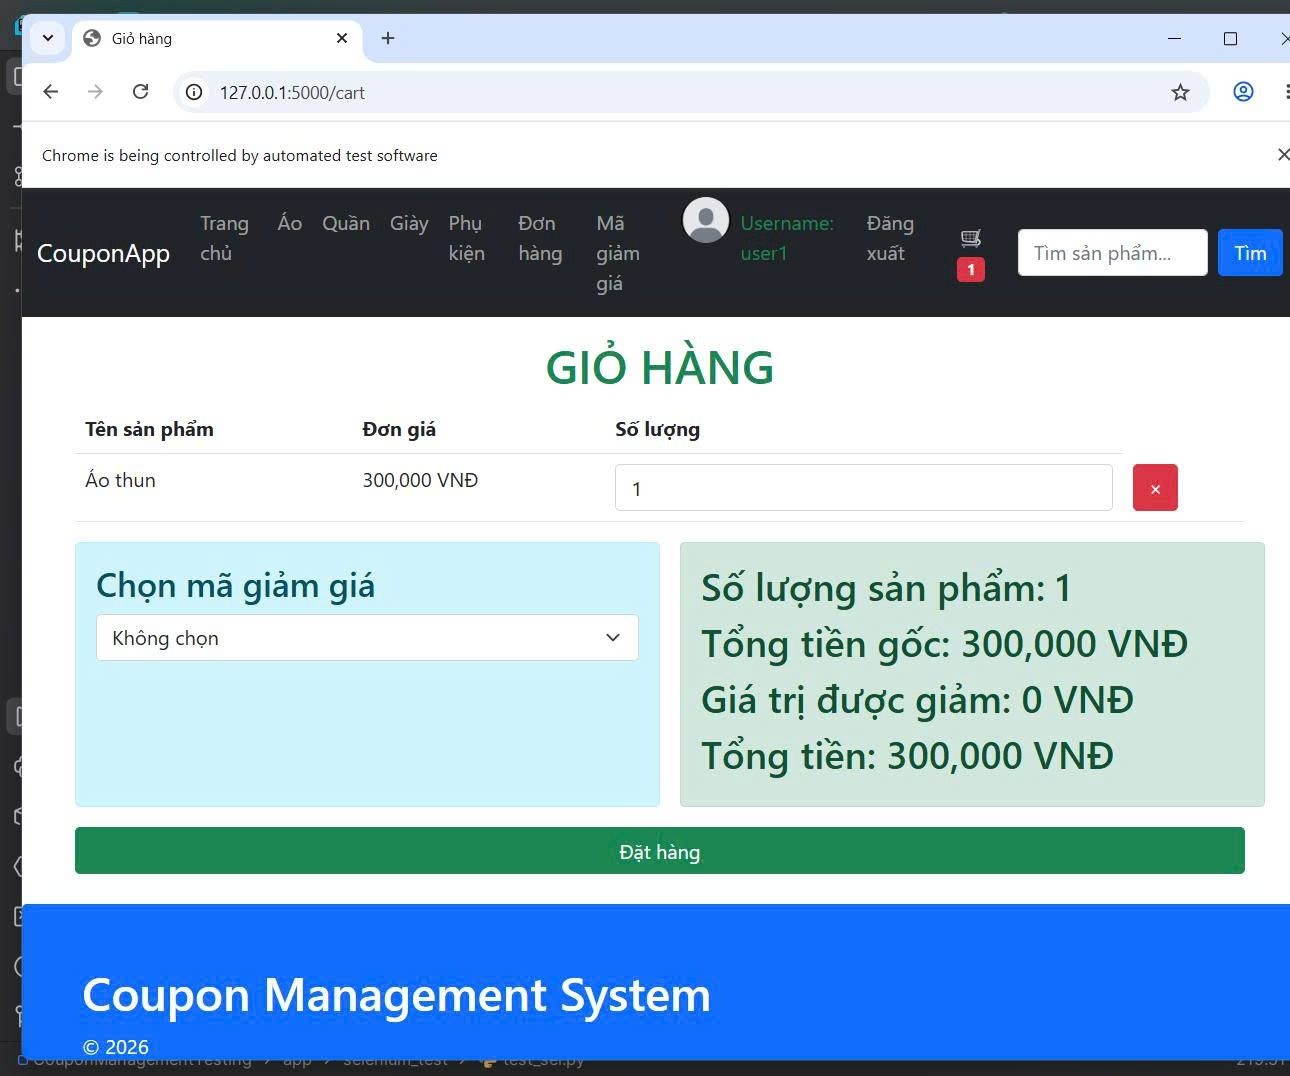 Giỏ hàng
127.0.0.1:5000/cart
Chrome is being controlled by automated test software
CouponApp
Trang chủ
Áo
Quần
Giày
Phụ kiện
Đơn hàng
Mã giảm giá
Username: user1
Đăng xuất
1
Tìm sản phẩm...
Tìm
GIỎ HÀNG
Tên sản phẩm Đơn giá Số lượng
Áo thun 300,000 VNĐ 1 ×
Chọn mã giảm giá
Không chọn
Số lượng sản phẩm: 1
Tổng tiền gốc: 300,000 VNĐ
Giá trị được giảm: 0 VNĐ
Tổng tiền: 300,000 VNĐ
Đặt hàng
Coupon Management System
© 2026